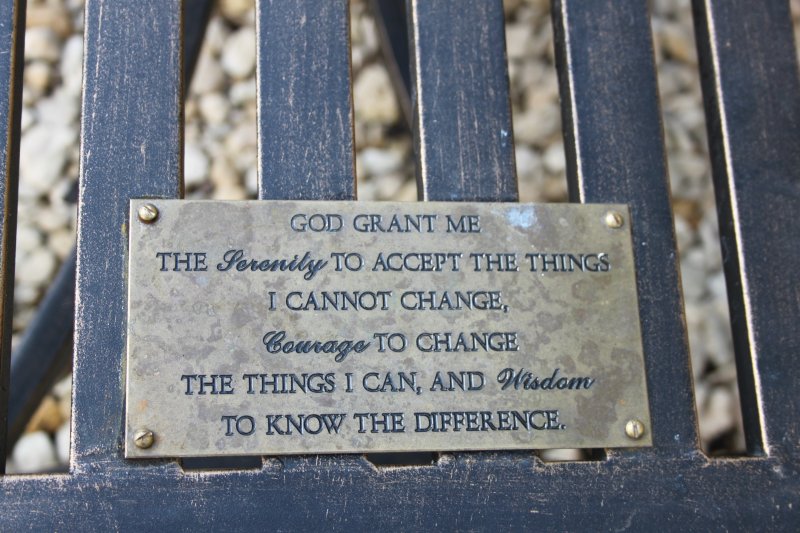 GOD GRANT ME
THE Serenity TO ACCEPT THE THINGS
I CANNOT CHANGE,
Courage TO CHANGE
THE THINGS I CAN, AND Wisdom
TO KNOW THE DIFFERENCE.